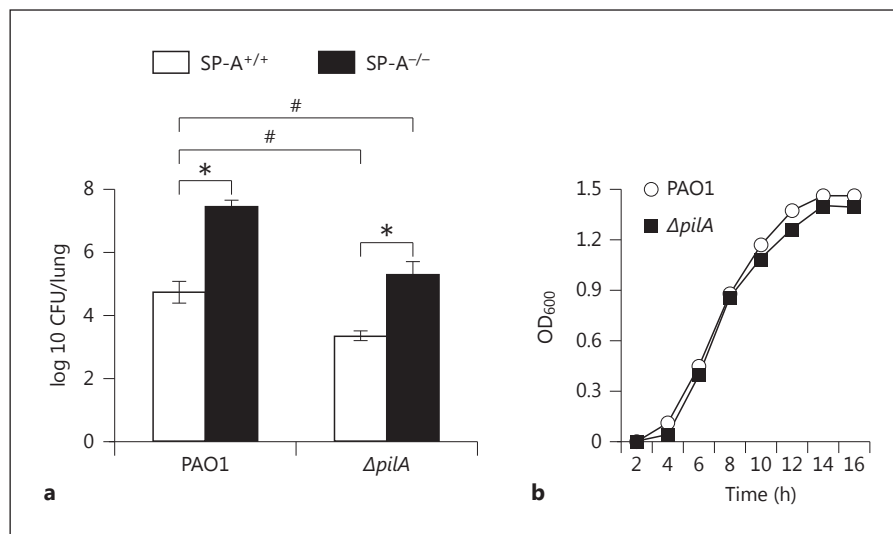 SP-A+/+ SP-A–/–
#
#
*
*
8
6
4
2
0
log 10 CFU/lung
PAO1 ΔpilA
a
PAO1
ΔpilA
1.5
1.2
0.9
0.6
0.3
0
OD600
2 4 6 8 10 12 14 16
Time (h)
b